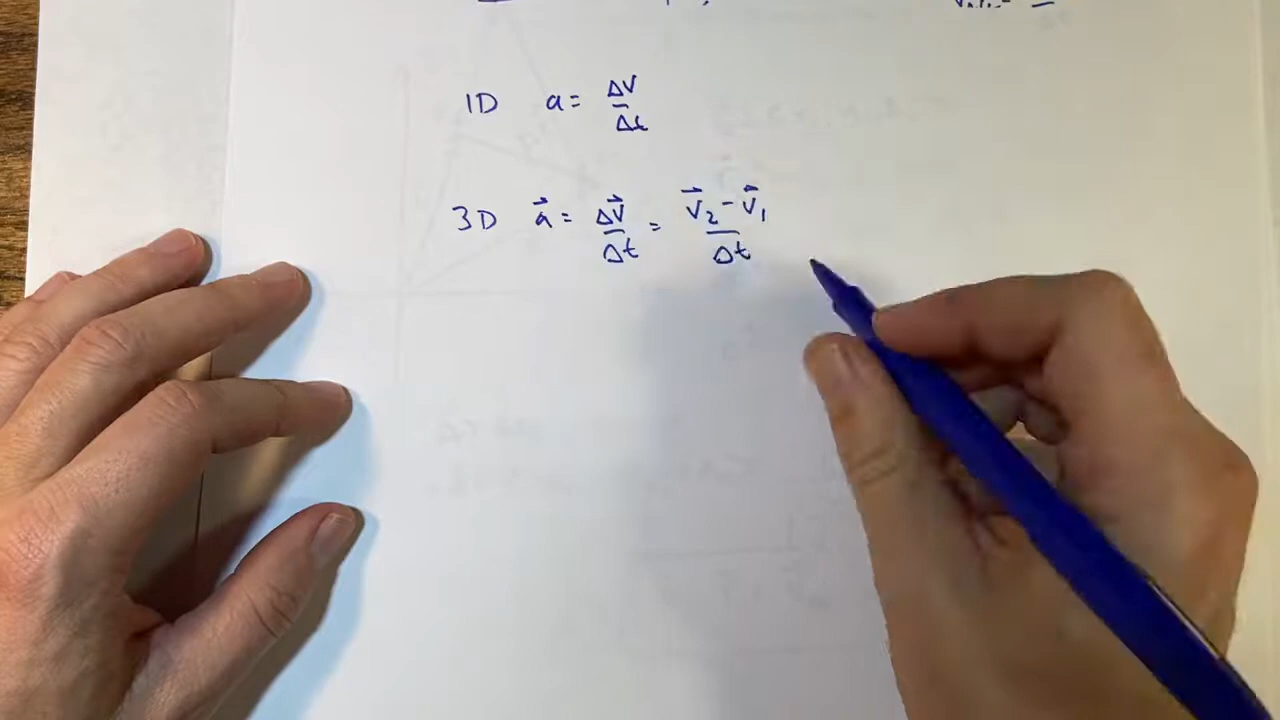 1D a = Δv/Δt
3D a⃗ = Δv⃗/Δt = v⃗₂ - v⃗₁/Δt